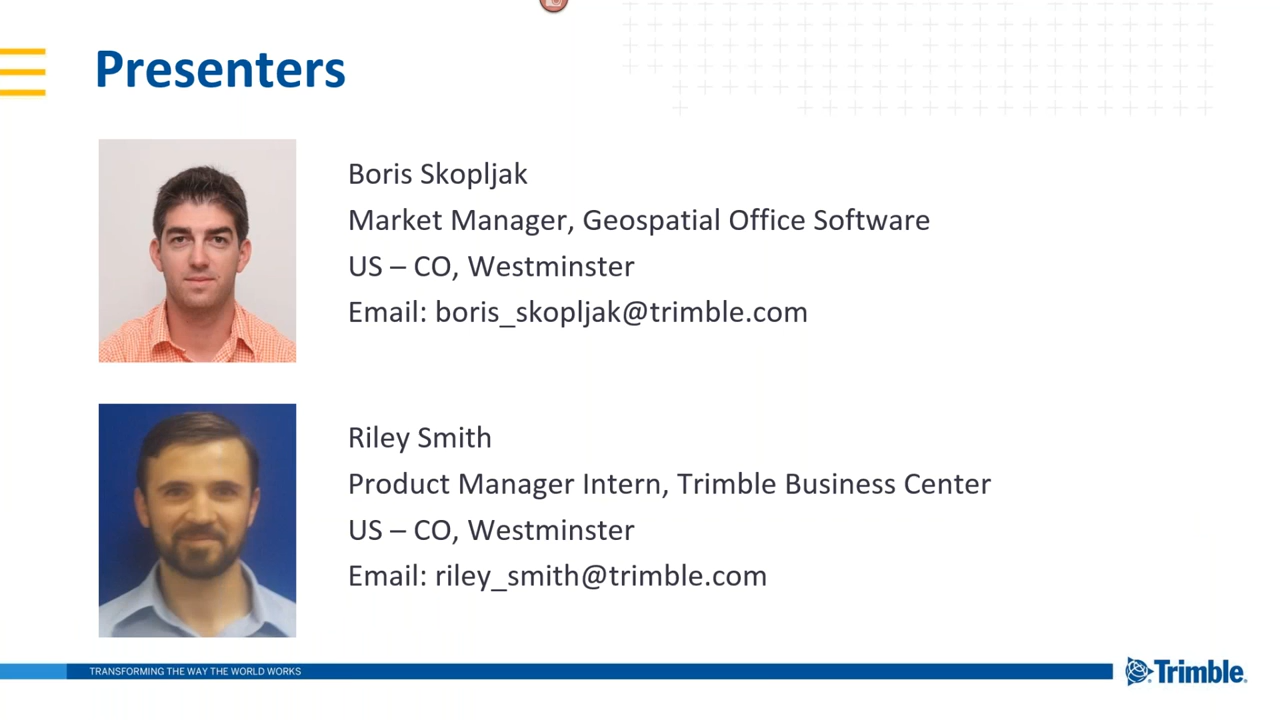 Presenters
Boris Skopljak
Market Manager, Geospatial Office Software
US – CO, Westminster
Email: boris_skopljak@trimble.com
Riley Smith
Product Manager Intern, Trimble Business Center
US – CO, Westminster
Email: riley_smith@trimble.com
TRANSFORMING THE WAY THE WORLD WORKS
Trimble